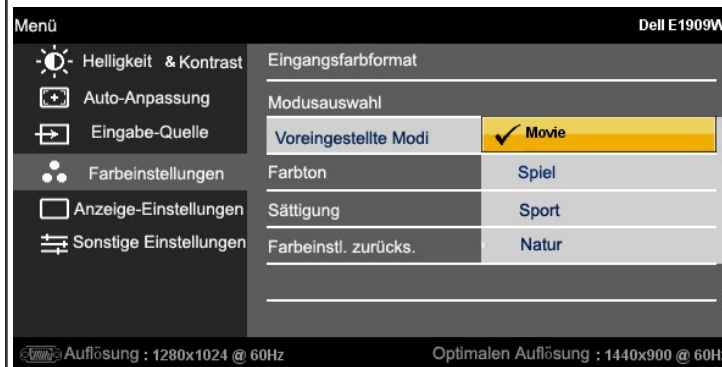 Menü
Dell E1909W
Helligkeit & Kontrast
Eingangsfarbformat
Auto-Anpassung
Modusauswahl
Eingabe-Quelle
Voreingestellte Modi
Movie
Farbeinstellungen
Farbton
Spiel
Anzeige-Einstellungen
Sättigung
Sport
Sonstige Einstellungen
Farbeinstl. zurücks.
Natur
Auflösung : 1280x1024 @ 60Hz
Optimalen Auflösung : 1440x900 @ 60H